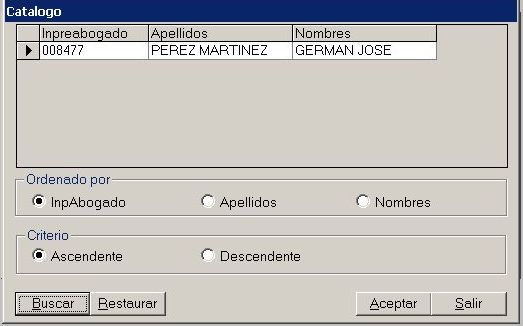 Catalogo
Inpreabogado Apellidos Nombres
008477 PEREZ MARTINEZ GERMAN JOSE
Ordenado por
InpAbogado Apellidos Nombres
Criterio
Ascendente Descendente
Buscar Restaurar Aceptar Salir